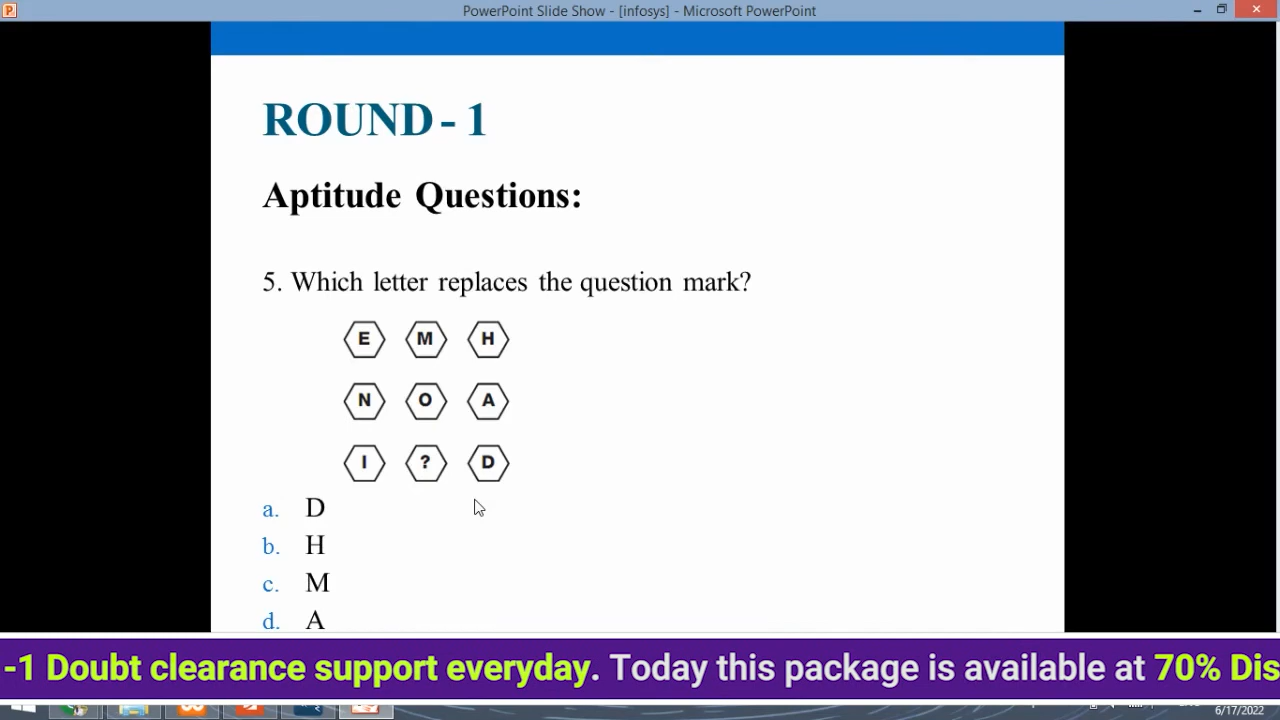 PowerPoint Slide Show - [infosys] - Microsoft PowerPoint
ROUND - 1
Aptitude Questions:
5. Which letter replaces the question mark?
E M H
N O A
I ? D
a. D
b. H
c. M
d. A
-1 Doubt clearance support everyday. Today this package is available at 70% Dis
6/17/2022